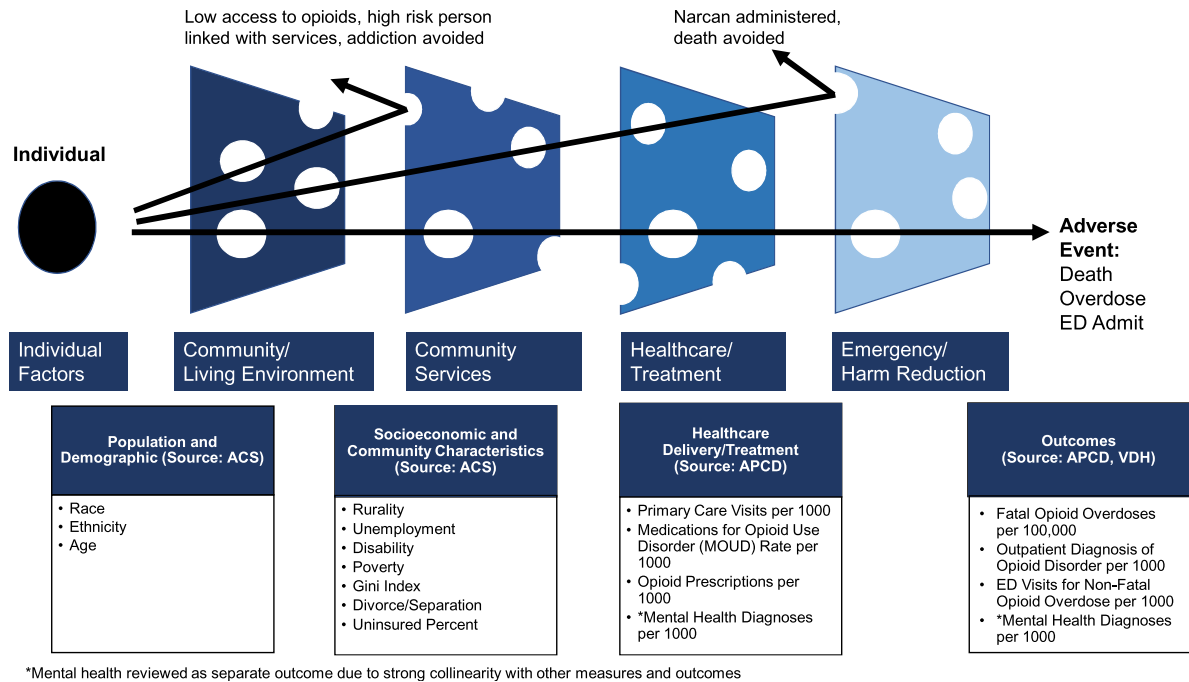 Low access to opioids, high risk person
linked with services, addiction avoided
Narcan administered,
death avoided
Individual
Adverse
Event:
Death
Overdose
ED Admit
Individual
Factors
Community/
Living Environment
Community
Services
Healthcare/
Treatment
Emergency/
Harm Reduction
Population and
Demographic (Source: ACS)
• Race
• Ethnicity
• Age
Socioeconomic and
Community Characteristics
(Source: ACS)
• Rurality
• Unemployment
• Disability
• Poverty
• Gini Index
• Divorce/Separation
• Uninsured Percent
Healthcare
Delivery/Treatment
(Source: APCD)
• Primary Care Visits per 1000
• Medications for Opioid Use
Disorder (MOUD) Rate per
1000
• Opioid Prescriptions per
1000
• *Mental Health Diagnoses
per 1000
Outcomes
(Source: APCD, VDH)
• Fatal Opioid Overdoses
per 100,000
• Outpatient Diagnosis of
Opioid Disorder per 1000
• ED Visits for Non-Fatal
Opioid Overdose per 1000
• *Mental Health Diagnoses
per 1000
*Mental health reviewed as separate outcome due to strong collinearity with other measures and outcomes